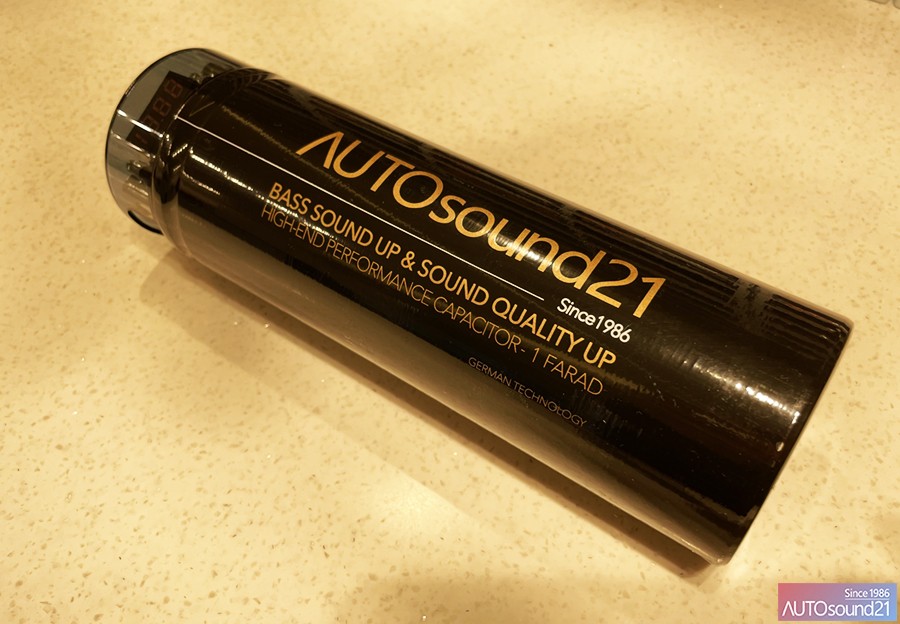 AUTOsound21
Since1986
BASS SOUND UP & SOUND QUALITY UP
HIGH-END PERFORMANCE CAPACITOR - 1 FARAD
GERMAN TECHNOLOGY
Since 1986
AUTOsound21